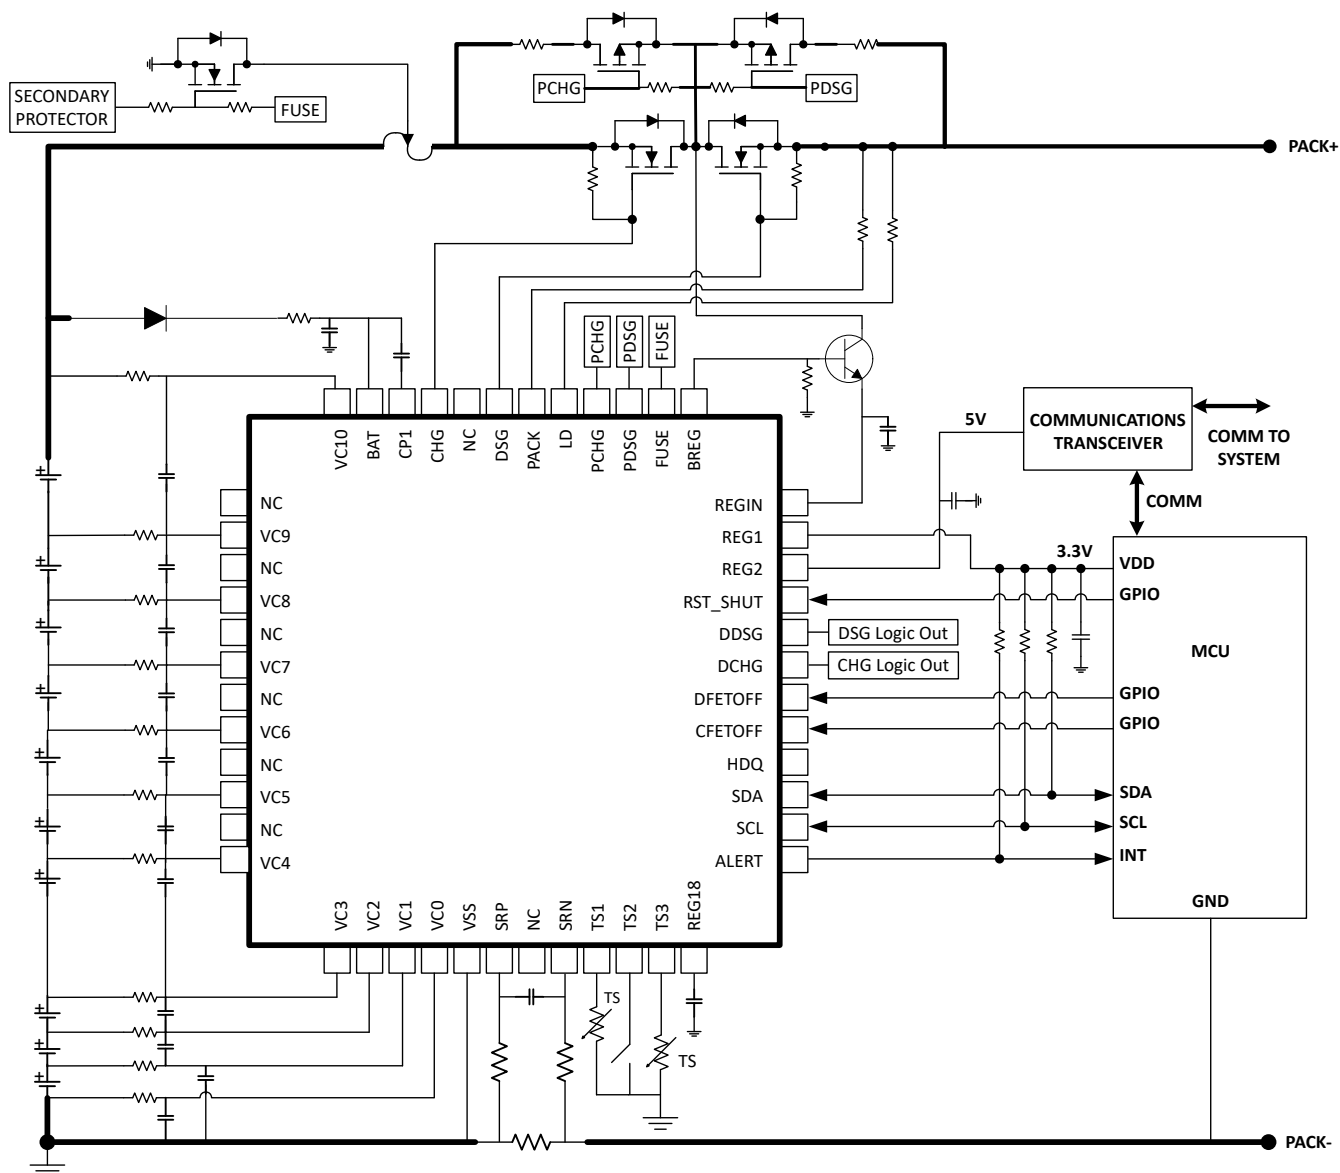 PCHG
PDSG
SECONDARY
PROTECTOR
FUSE
PACK+
PCHG
PDSG
FUSE
5V
COMMUNICATIONS
TRANSCEIVER
COMM TO
SYSTEM
COMM
VC10
BAT
CP1
CHG
NC
DSG
PACK
LD
PCHG
PDSG
FUSE
BREG
NC
VC9
NC
VC8
NC
VC7
NC
VC6
NC
VC5
NC
VC4
REGIN
REG1
REG2
RST_SHUT
DDSG
DCHG
DFETOFF
CFETOFF
HDQ
SDA
SCL
ALERT
DSG Logic Out
CHG Logic Out
3.3V
VDD
GPIO
MCU
GPIO
GPIO
SDA
SCL
INT
GND
VC3
VC2
VC1
VC0
VSS
SRP
NC
SRN
TS1
TS2
TS3
REG18
TS
TS
+
+
+
+
+
+
+
+
+
+
PACK-